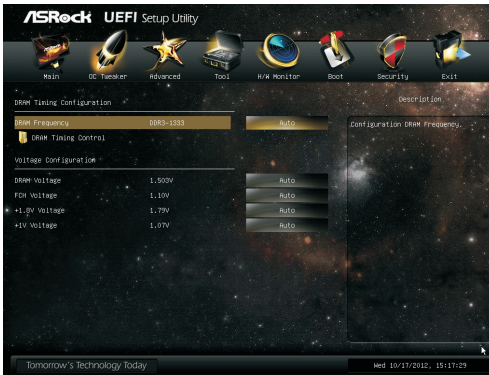 ASRock UEFI Setup Utility
Main OC Tweaker Advanced Tool H/W Monitor Boot Security Exit
DRAM Timing Configuration
DRAM Frequency DDR3-1333 Auto
DRAM Timing Control
Voltage Configuration
DRAM Voltage 1.503V Auto
FCH Voltage 1.10V Auto
+1.8V Voltage 1.79V Auto
+1V Voltage 1.07V Auto
Description
Configuration DRAM Frequency.
Tomorrow's Technology Today
Wed 10/17/2012, 15:17:29